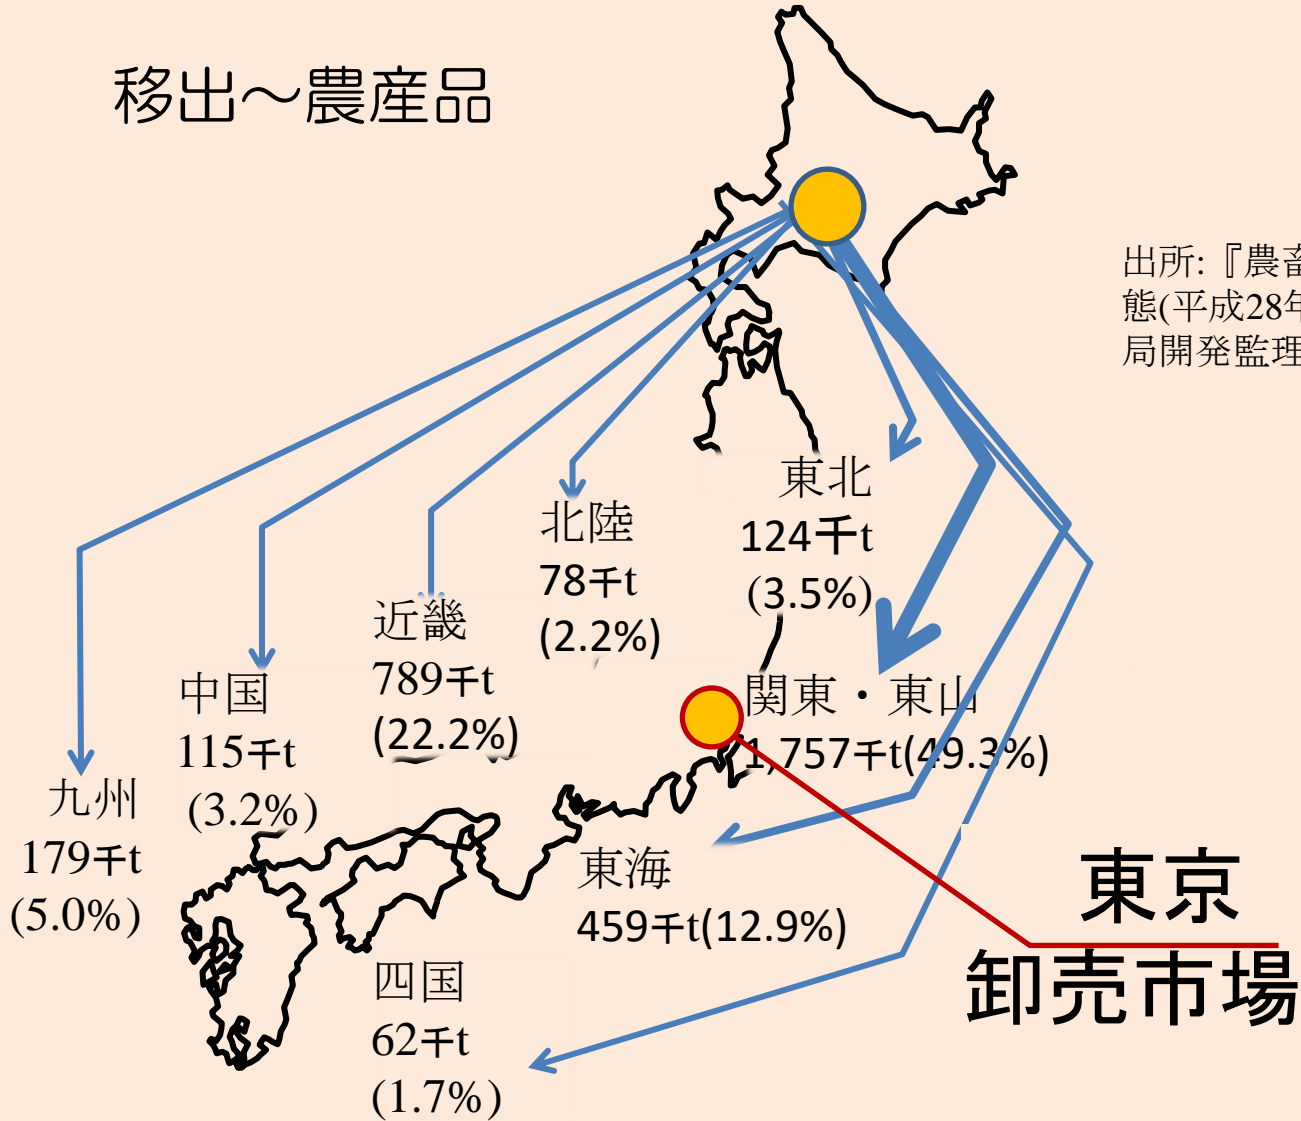 移出～農産品
出所:『農畜
態(平成28年
局開発監理
東北
124千t
(3.5%)
北陸
78千t
(2.2%)
近畿
789千t
(22.2%)
関東・東山
1,757千t(49.3%)
中国
115千t
(3.2%)
九州
179千t
(5.0%)
東海
459千t(12.9%)
四国
62千t
(1.7%)
東京
卸売市場